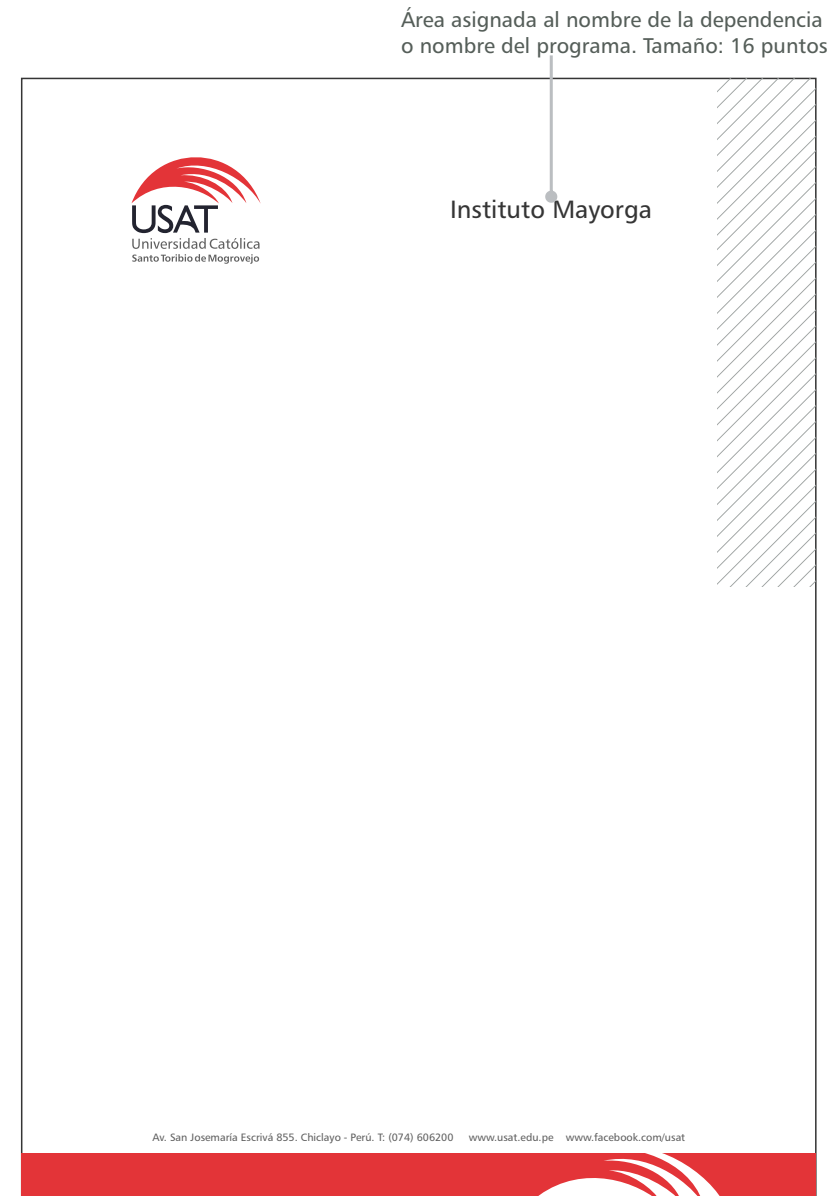 Área asignada al nombre de la dependencia
o nombre del programa. Tamaño: 16 puntos
USAT
Universidad Católica
Santo Toribio de Mogrovejo
Instituto Mayorga
Av. San Josemaría Escrivá 855. Chiclayo - Perú. T: (074) 606200 www.usat.edu.pe www.facebook.com/usat